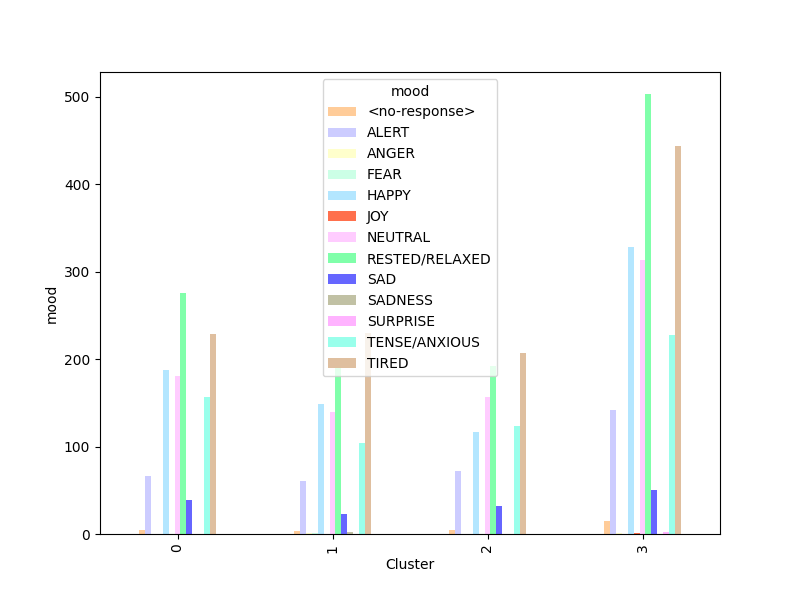 mood
<no-response>
ALERT
ANGER
FEAR
HAPPY
JOY
NEUTRAL
RESTED/RELAXED
SAD
SADNESS
SURPRISE
TENSE/ANXIOUS
TIRED
500
400
300
200
100
0
mood
0
1
2
3
Cluster